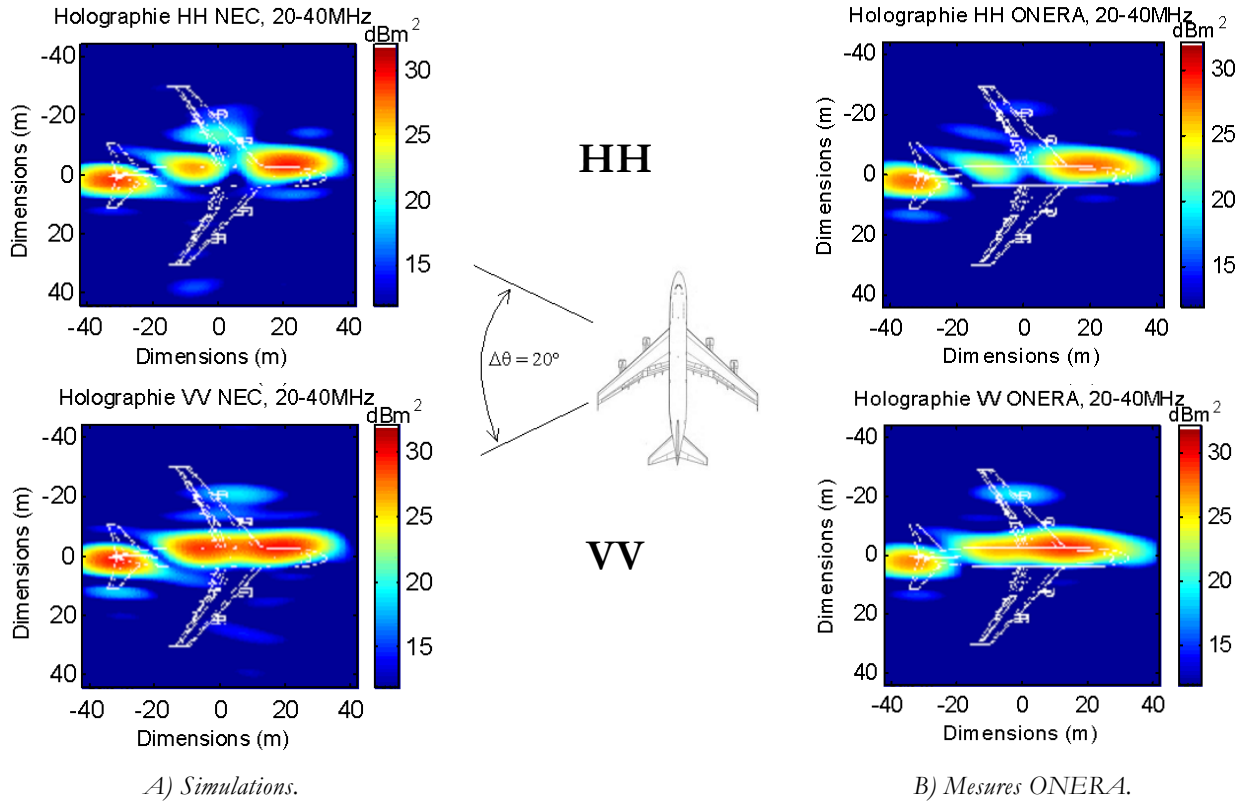 Holographie HH NEC, 20-40MHz
dBm²
-40
-20
0
20
40
Dimensions (m)
30
25
20
15
-40 -20 0 20 40
Dimensions (m)
Holographie HH ONERA, 20-40MHz
dBm²
-40
-20
0
20
40
Dimensions (m)
30
25
20
15
-40 -20 0 20 40
Dimensions (m)
HH
Δθ = 20°
VV
Holographie VV NEC, 20-40MHz
dBm²
-40
-20
0
20
40
Dimensions (m)
30
25
20
15
-40 -20 0 20 40
Dimensions (m)
Holographie VV ONERA, 20-40MHz
dBm²
-40
-20
0
20
40
Dimensions (m)
30
25
20
15
-40 -20 0 20 40
Dimensions (m)
A) Simulations.
B) Mesures ONERA.